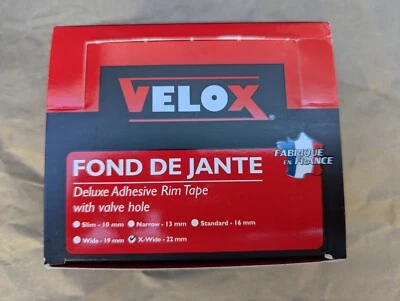 VELOX®
FABRIQUÉ
EN FRANCE
FOND DE JANTE
Deluxe Adhesive Rim Tape
with valve hole
Slim - 10 mm Narrow - 13 mm Standard - 16 mm
Wide - 19 mm X-Wide - 22 mm